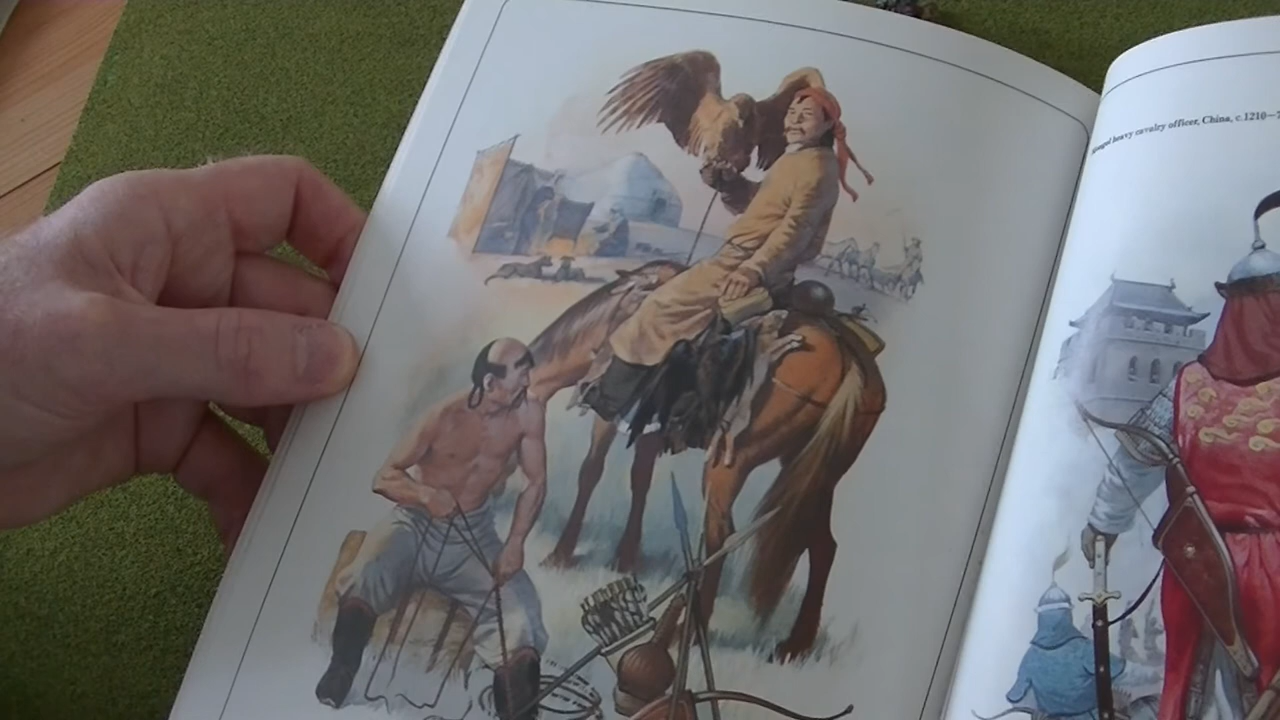 Mongol heavy cavalry officer, China, c.1210–